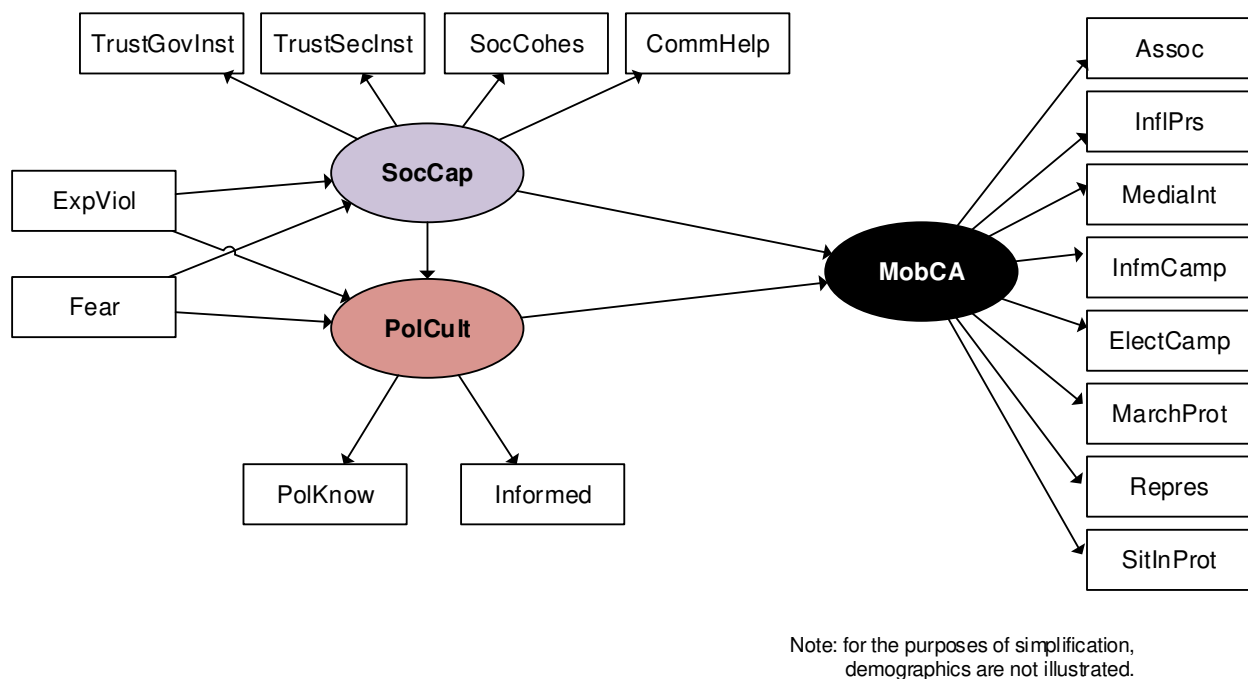 TrustGovInst
TrustSecInst
SocCohes
CommHelp
Assoc
InflPrs
SocCap
MediaInt
ExpViol
MobCA
InfmCamp
Fear
PolCult
ElectCamp
MarchProt
PolKnow
Informed
Repres
SitInProt
Note: for the purposes of simplification,
demographics are not illustrated.